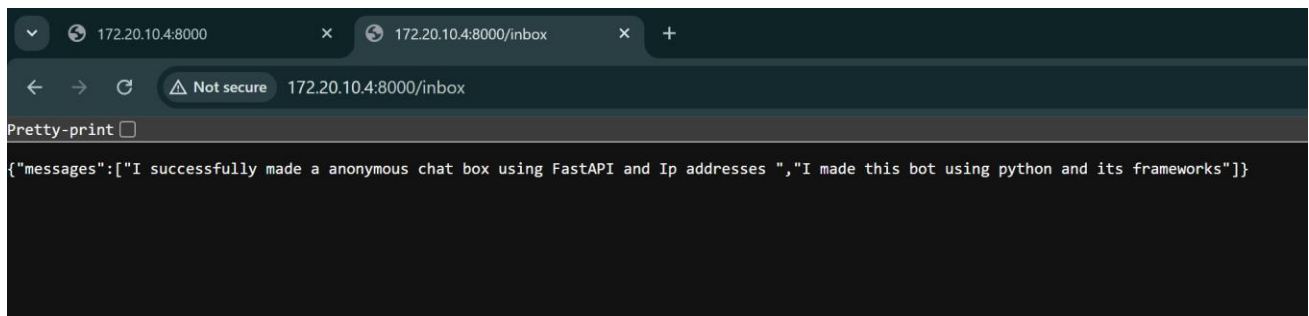 172.20.10.4:8000
172.20.10.4:8000/inbox
Not secure 172.20.10.4:8000/inbox
Pretty-print
{"messages":["I successfully made a anonymous chat box using FastAPI and Ip addresses ","I made this bot using python and its frameworks"]}